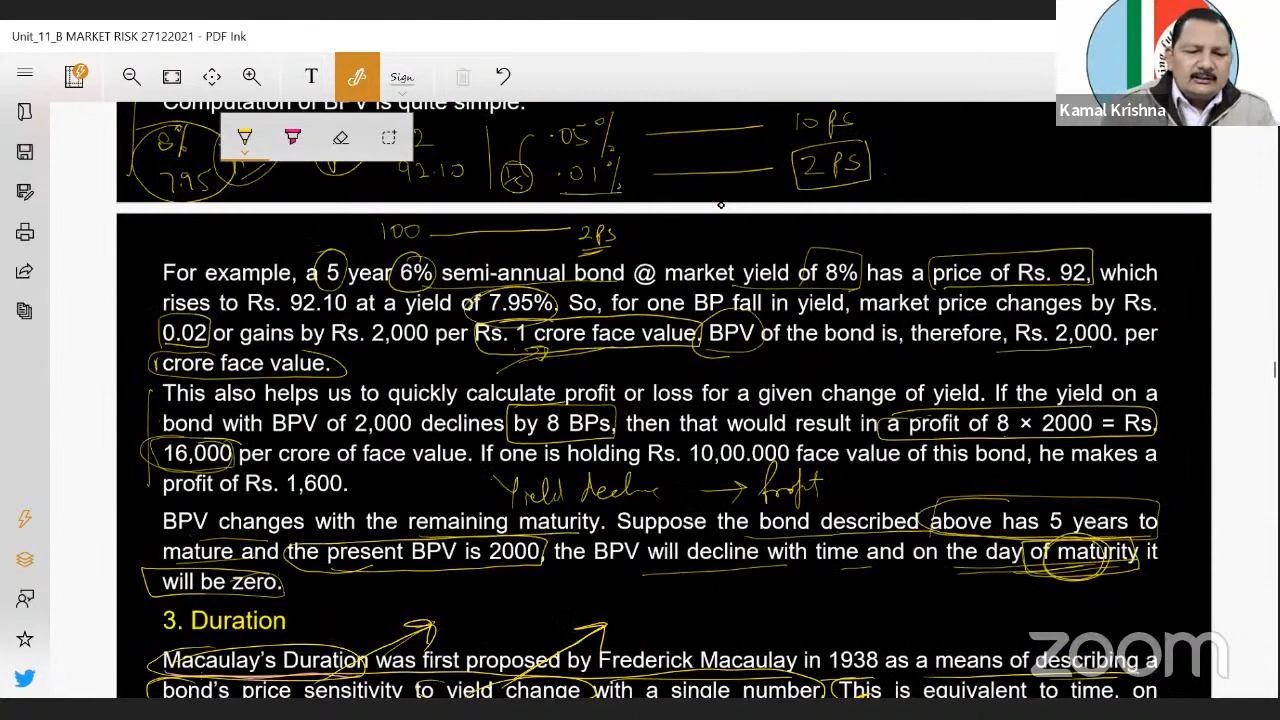 Unit_11_B MARKET RISK 27122021 - PDF Ink
T
Sign
Kamal Krishna
Computation of BPV is quite simple.
8%
7.95
92.10
.05%
10 ps
.01%
2 ps
100
2ps
For example, a 5 year 6% semi-annual bond @ market yield of 8% has a price of Rs. 92, which
rises to Rs. 92.10 at a yield of 7.95%. So, for one BP fall in yield, market price changes by Rs.
0.02 or gains by Rs. 2,000 per Rs. 1 crore face value. BPV of the bond is, therefore, Rs. 2,000. per
crore face value.
This also helps us to quickly calculate profit or loss for a given change of yield. If the yield on a
bond with BPV of 2,000 declines by 8 BPs, then that would result in a profit of 8 × 2000 = Rs.
16,000 per crore of face value. If one is holding Rs. 10,00.000 face value of this bond, he makes a
profit of Rs. 1,600.
Yield decline → Profit
BPV changes with the remaining maturity. Suppose the bond described above has 5 years to
mature and the present BPV is 2000, the BPV will decline with time and on the day of maturity it
will be zero.
3. Duration
Macaulay's Duration was first proposed by Frederick Macaulay in 1938 as a means of describing a
bond's price sensitivity to yield change with a single number. This is equivalent to time, on
zoom